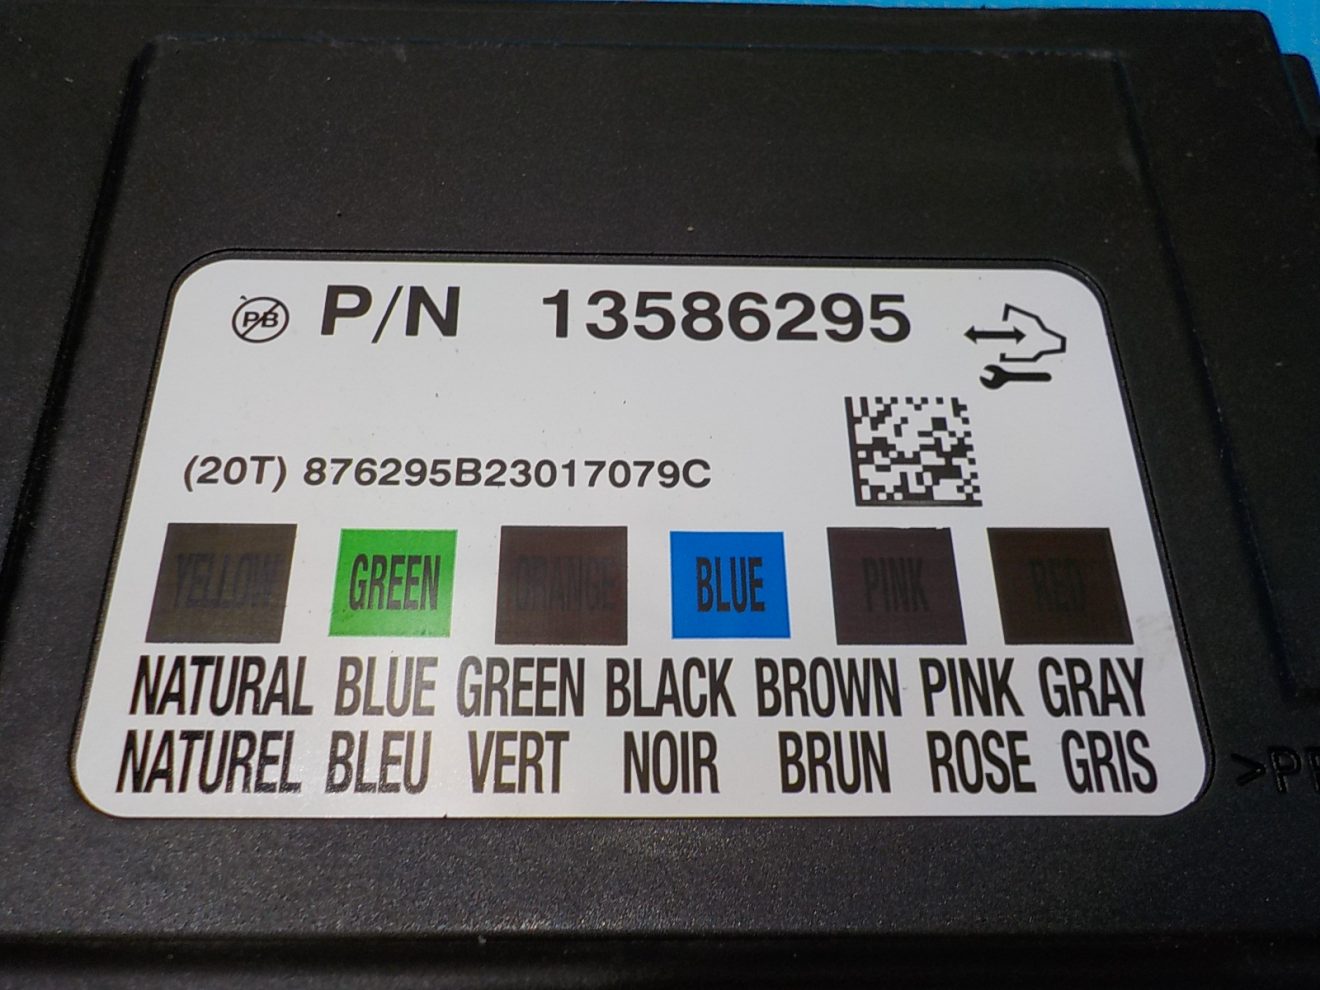 PB P/N 13586295
(20T) 876295B23017079C
YELLOW GREEN ORANGE BLUE PINK RED
NATURAL BLUE GREEN BLACK BROWN PINK GRAY
NATUREL BLEU VERT NOIR BRUN ROSE GRIS